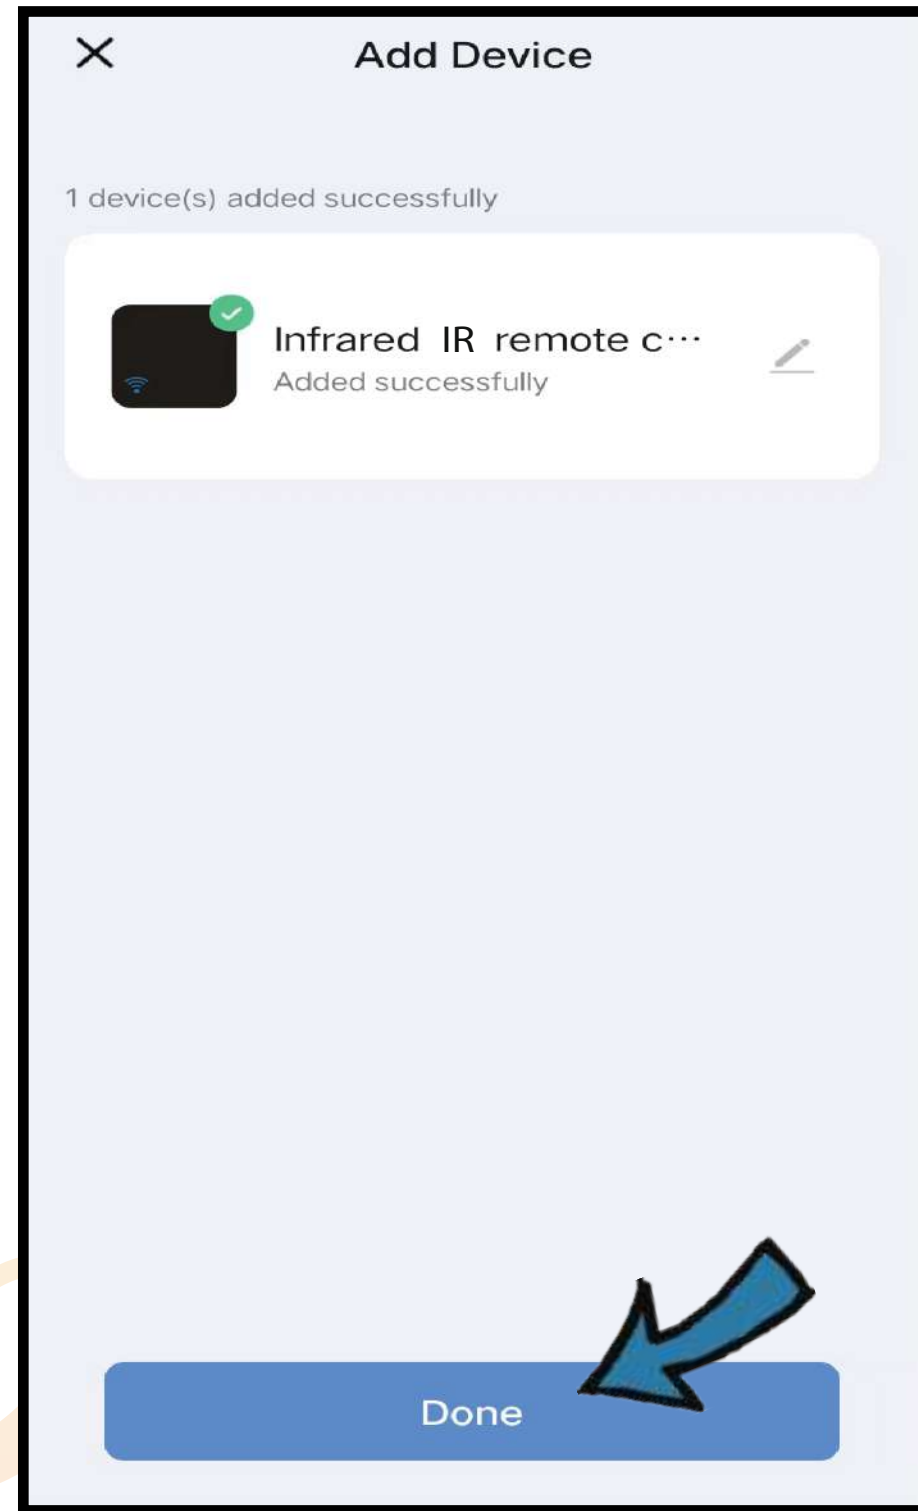 Add Device
1 device(s) added successfully
Infrared IR remote c···
Added successfully
Done